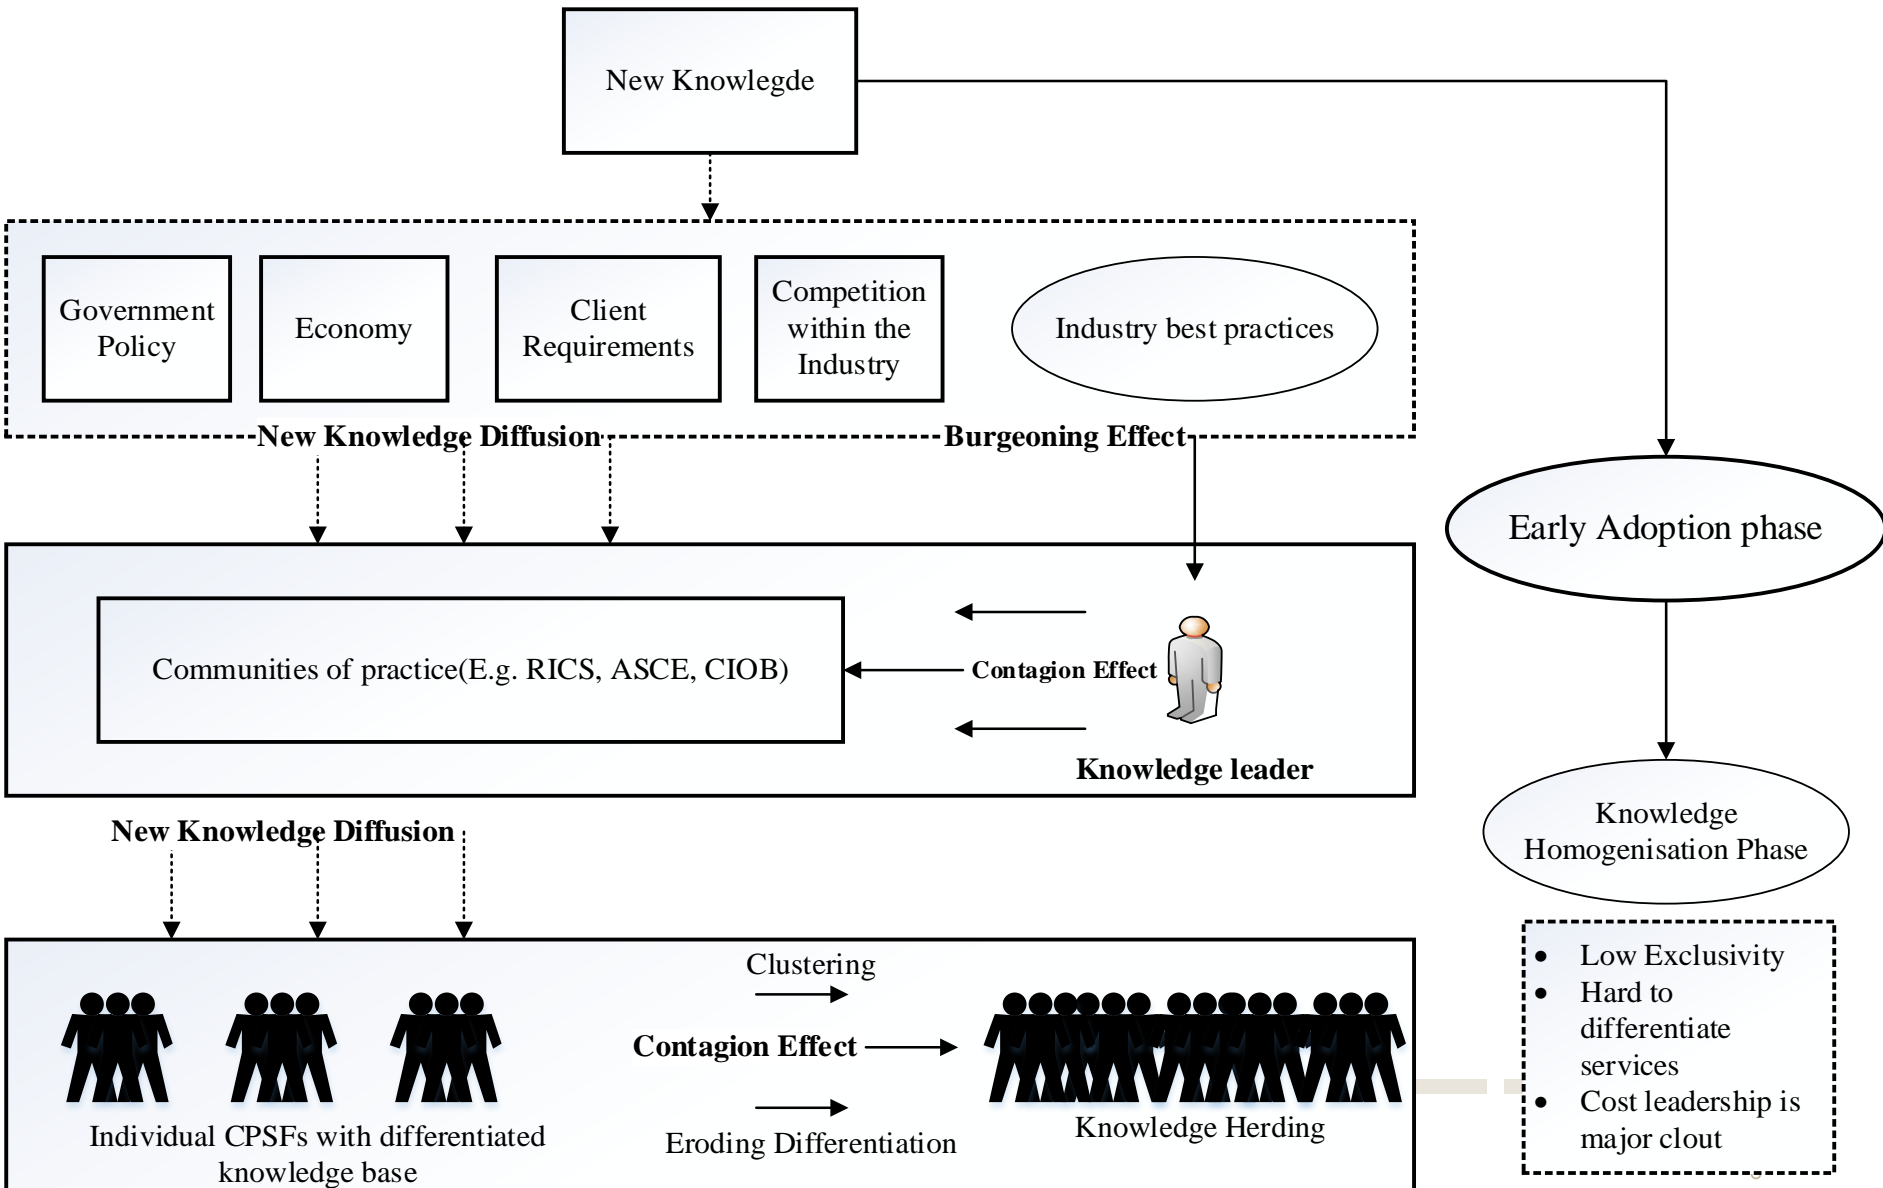 New Knowlegde
Government
Policy
Economy
Client
Requirements
Competition
within the
Industry
Industry best practices
New Knowledge Diffusion
Burgeoning Effect
Early Adoption phase
Communities of practice(E.g. RICS, ASCE, CIOB)
Contagion Effect
Knowledge leader
Knowledge
Homogenisation Phase
New Knowledge Diffusion
Clustering
Contagion Effect
Eroding Differentiation
Individual CPSFs with differentiated
knowledge base
Knowledge Herding
● Low Exclusivity
● Hard to
differentiate
services
● Cost leadership is
major clout